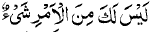 لَيْسَ لَكَ مِنَ الْاَمْرِ شَیْءٌ